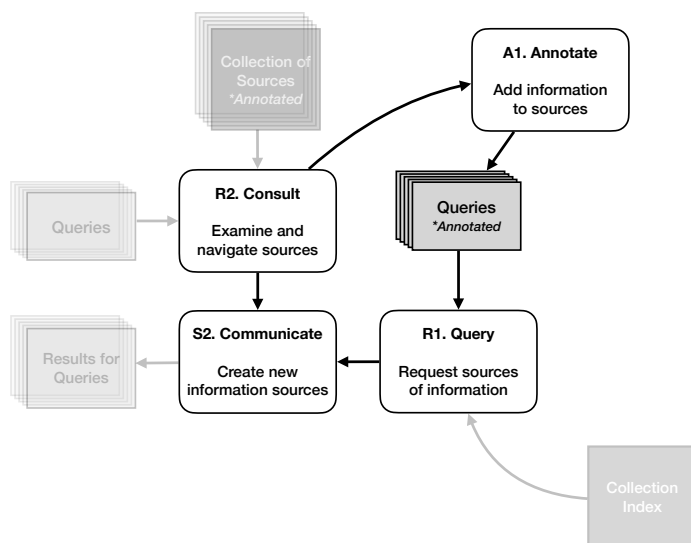 Collection of
Sources
*Annotated
A1. Annotate
Add information
to sources
R2. Consult
Examine and
navigate sources
Queries
Queries
*Annotated
S2. Communicate
Create new
information sources
R1. Query
Request sources
of information
Results for
Queries
Collection
Index